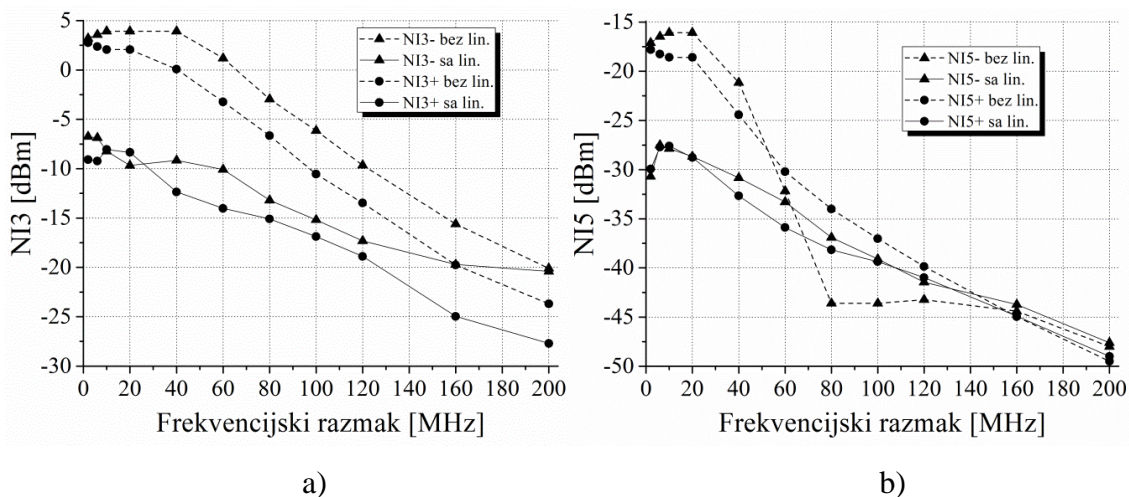 NI3 [dBm]
5
0
-5
-10
-15
-20
-25
-30
0
20
40
60
80
100
120
140
160
180
200
Frekvencijski razmak [MHz]
NI3- bez lin.
NI3- sa lin.
NI3+ bez lin.
NI3+ sa lin.
a)
NI5 [dBm]
-15
-20
-25
-30
-35
-40
-45
-50
0
20
40
60
80
100
120
140
160
180
200
Frekvencijski razmak [MHz]
NI5- bez lin.
NI5- sa lin.
NI5+ bez lin.
NI5+ sa lin.
b)